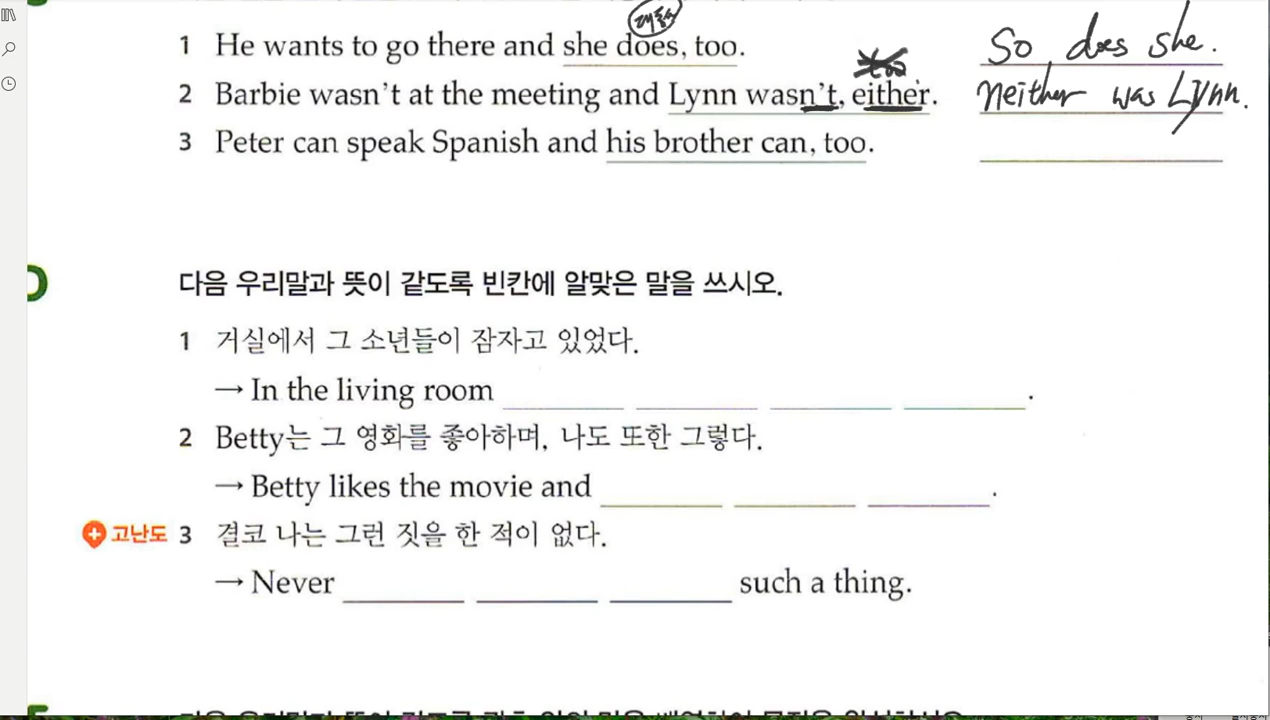 대동사
1 He wants to go there and she does, too. So does she.
too
2 Barbie wasn't at the meeting and Lynn wasn't, either. neither was Lynn.
3 Peter can speak Spanish and his brother can, too.
D 다음 우리말과 뜻이 같도록 빈칸에 알맞은 말을 쓰시오.
1 거실에서 그 소년들이 잠자고 있었다.
→ In the living room .
2 Betty는 그 영화를 좋아하며, 나도 또한 그렇다.
→ Betty likes the movie and .
고난도 3 결코 나는 그런 짓을 한 적이 없다.
→ Never such a thing.